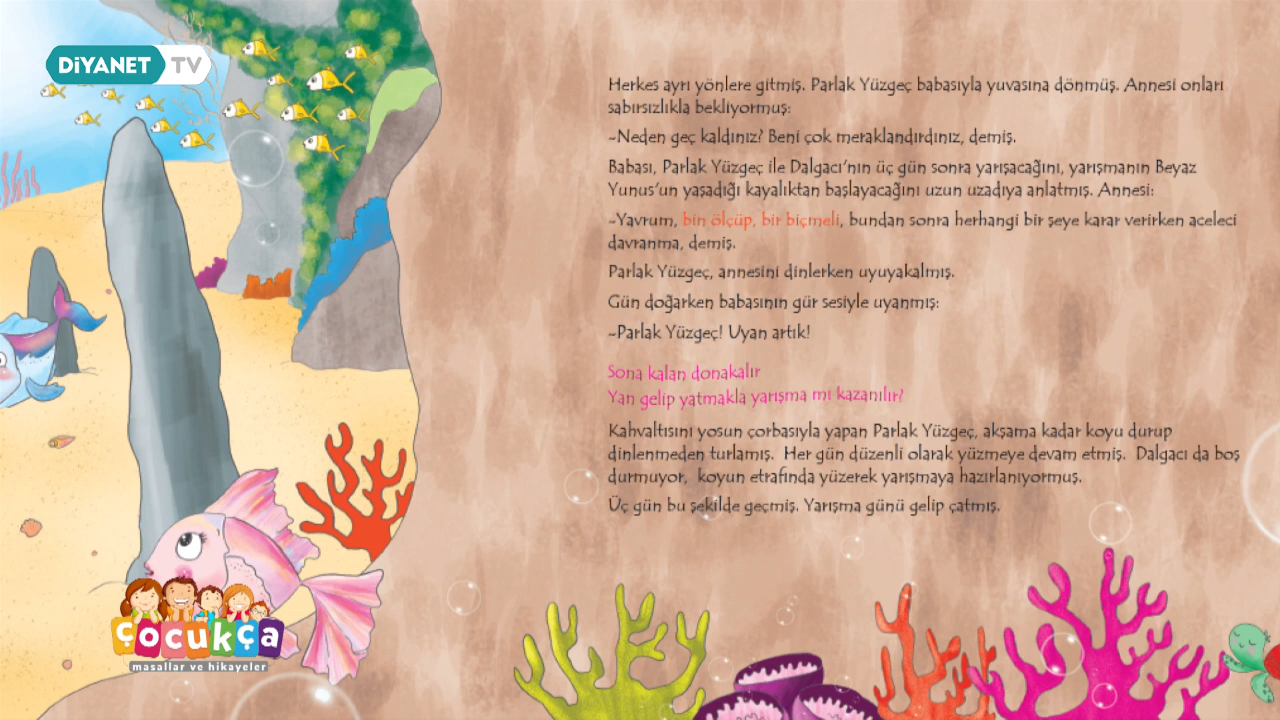 DİYANET TV
Herkes ayrı yönlere gitmiş. Parlak Yüzgeç babasıyla yuvasına dönmüş. Annesi onları
sabırsızlıkla bekliyormuş:
-Neden geç kaldınız? Beni çok meraklandırdınız, demiş.
Babası, Parlak Yüzgeç ile Dalgacı'nın üç gün sonra yarışacağını, yarışmanın Beyaz
Yunus'un yaşadığı kayalıktan başlayacağını uzun uzadıya anlatmış. Annesi:
-Yavrum, bin ölçüp, bir biçmeli, bundan sonra herhangi bir şeye karar verirken aceleci
davranma, demiş.
Parlak Yüzgeç, annesini dinlerken uyuyakalmış.
Gün doğarken babasının gür sesiyle uyanmış:
-Parlak Yüzgeç! Uyan artık!
Sona kalan donakalır
Yan gelip yatmakla yarışma mı kazanılır?
Kahvaltısını yosun çorbasıyla yapan Parlak Yüzgeç, akşama kadar koyu durup
dinlenmeden turlamış. Her gün düzenli olarak yüzmeye devam etmiş. Dalgacı da boş
durmuyor, koyun etrafında yüzerek yarışmaya hazırlanıyormuş.
Üç gün bu şekilde geçmiş. Yarışma günü gelip çatmış.
çocukça
masallar ve hikayeler